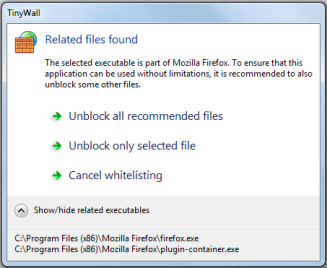 TinyWall
Related files found
The selected executable is part of Mozilla Firefox. To ensure that this
application can be used without limitations, it is recommended to also
unblock some other files.
Unblock all recommended files
Unblock only selected file
Cancel whitelisting
Show/hide related executables
C:\Program Files (x86)\Mozilla Firefox\firefox.exe
C:\Program Files (x86)\Mozilla Firefox\plugin-container.exe